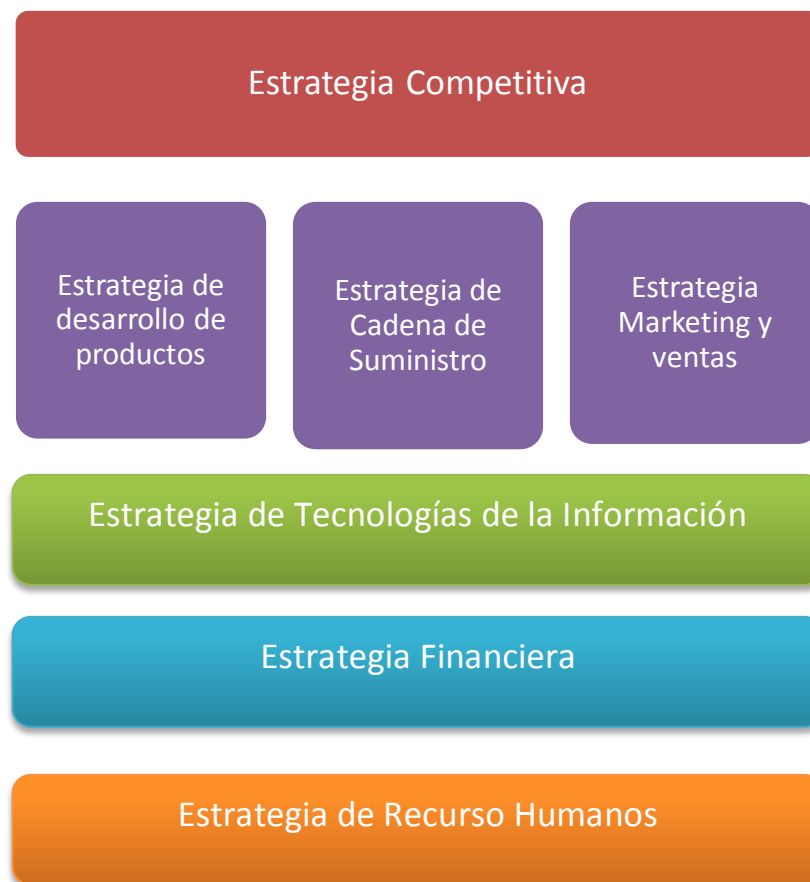 Estrategia Competitiva
Estrategia de
desarrollo de
productos
Estrategia de
Cadena de
Suministro
Estrategia
Marketing y
ventas
Estrategia de Tecnologías de la Información
Estrategia Financiera
Estrategia de Recurso Humanos